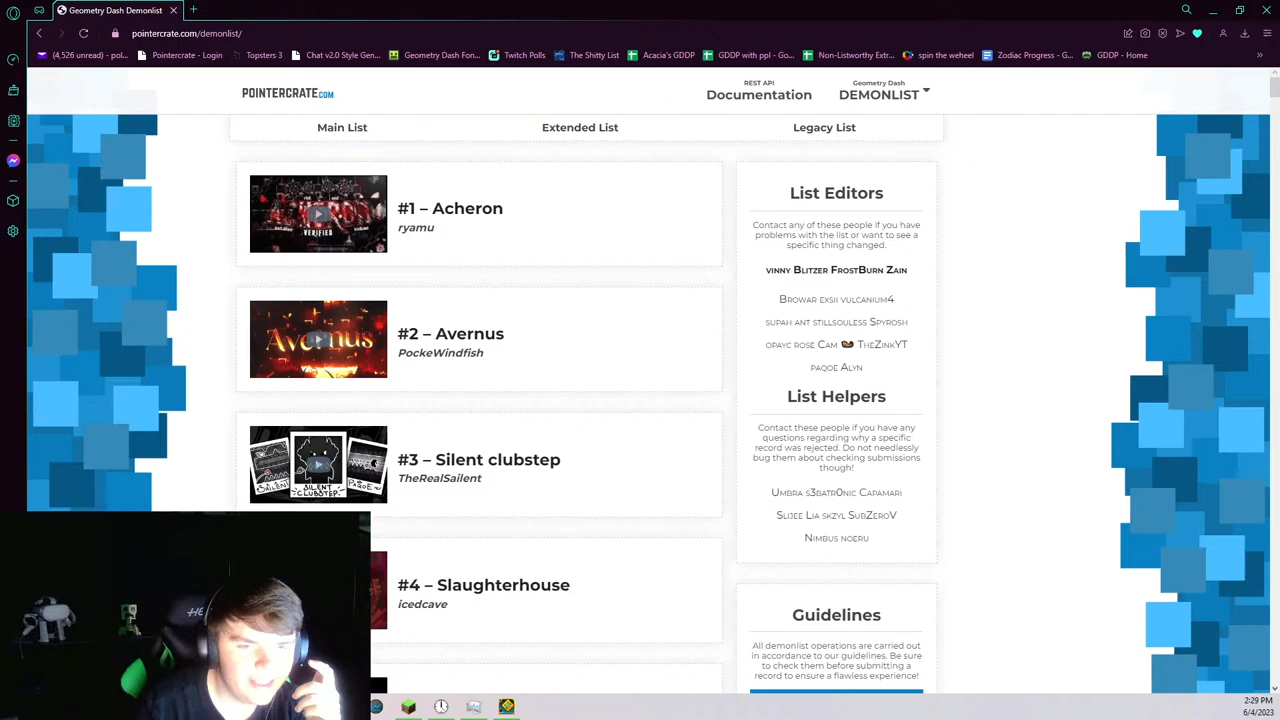 Geometry Dash Demonlist
pointercrate.com/demonlist/
(4,526 unread) - pol...
Pointercrate - Login
Topsters 3
Chat v2.0 Style Gen...
Geometry Dash Fon...
Twitch Polls
The Shitty List
Acacia's GDDP
GDDP with ppl - Go...
Non-Listworthy Extr...
spin the weheel
Zodiac Progress - G...
GDDP - Home
POINTERCRATE.COM
REST API
Documentation
Geometry Dash
DEMONLIST
Main List
Extended List
Legacy List
#1 – Acheron
ryamu
VERIFIED
#2 – Avernus
PockeWindfish
Avernus
#3 – Silent clubstep
TheRealSailent
SILENT
CLUBSTEP
#4 – Slaughterhouse
icedcave
List Editors
Contact any of these people if you have
problems with the list or want to see a
specific thing changed.
vinny Blitzer FrostBurn Zain
Browar exsii vulcanium4
supah ant stillsouless Spyrosh
opayc rose Cam 🌭 TheZinkYT
paqoe Alyn
List Helpers
Contact these people if you have any
questions regarding why a specific
record was rejected. Do not needlessly
bug them about checking submissions
though!
Umbra s3batr0nic Capamari
Slijee Lia skzyl SubZeroV
Nimbus noeru
Guidelines
All demonlist operations are carried out
in accordance to our guidelines. Be sure
to check them before submitting a
record to ensure a flawless experience!
2:29 PM
6/4/2023